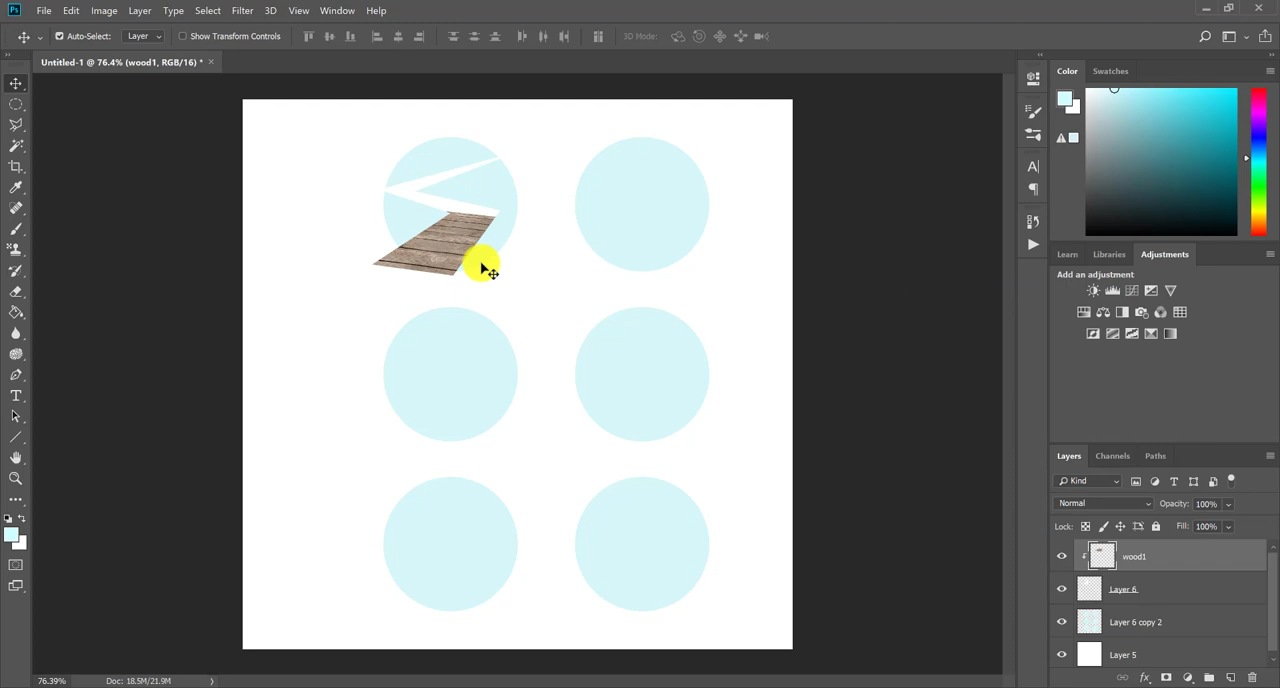 Ps File Edit Image Layer Type Select Filter 3D View Window Help
Auto-Select: Layer Show Transform Controls 3D Mode:
Untitled-1 @ 76.4% (wood1, RGB/16) * ×
Color Swatches
Learn Libraries Adjustments
Add an adjustment
Layers Channels Paths
Kind
Normal Opacity: 100%
Lock: Fill: 100%
wood1
Layer 6
Layer 6 copy 2
Layer 5
76.39% Doc: 18.5M/21.9M